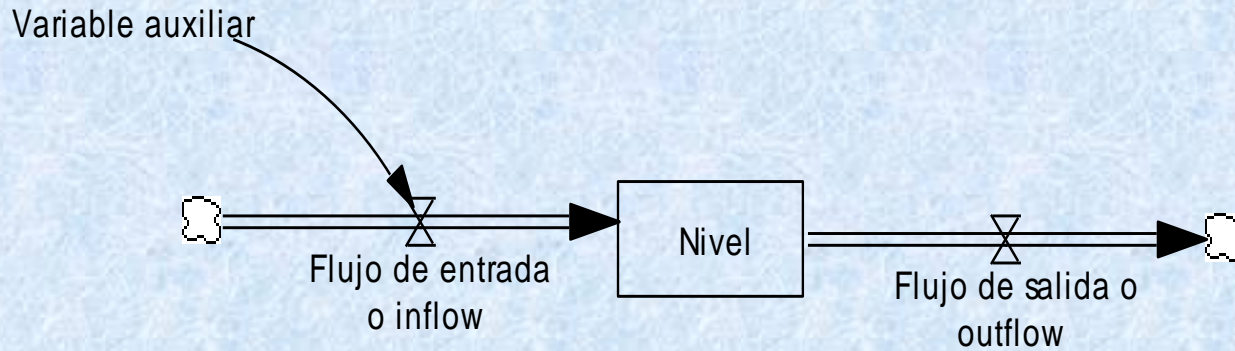 Variable auxiliar
Nivel
Flujo de entrada
o inflow
Flujo de salida o
outflow